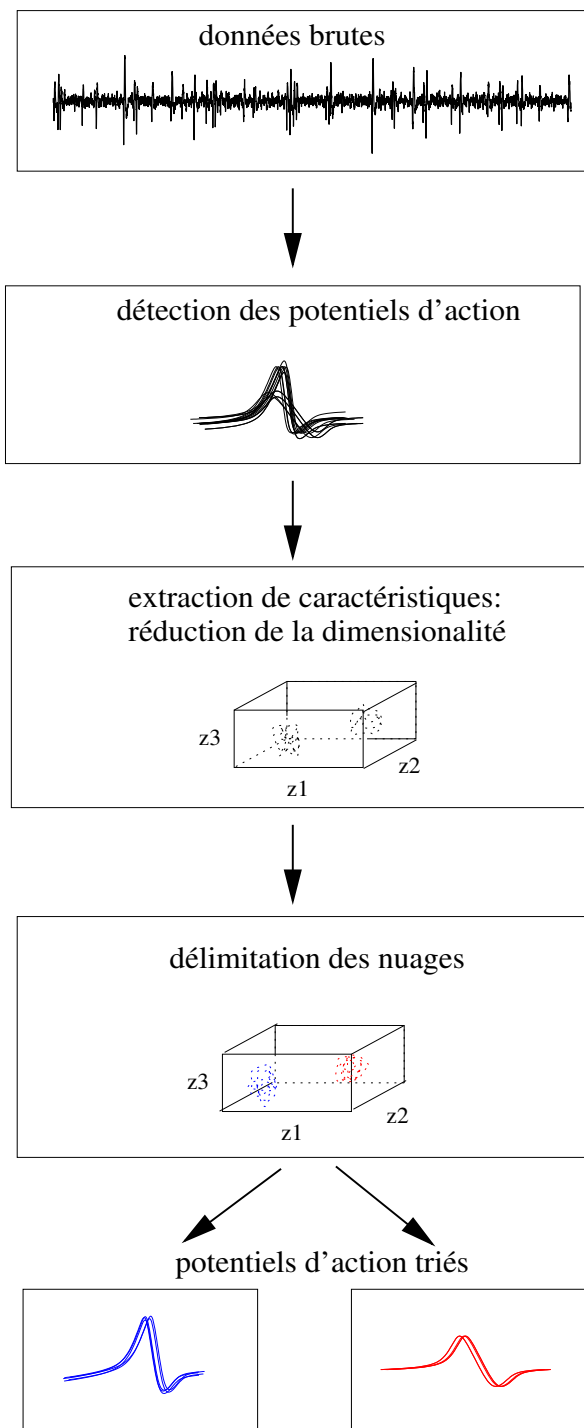 données brutes
détection des potentiels d'action
extraction de caractéristiques:
réduction de la dimensionalité
z3
z2
z1
délimitation des nuages
z3
z2
z1
potentiels d'action triés